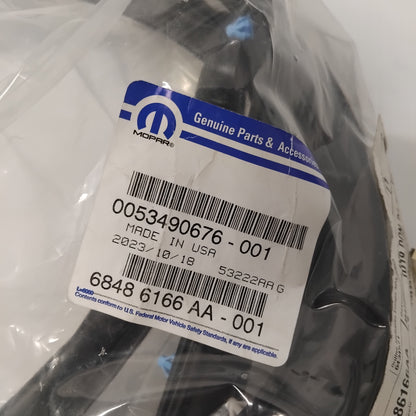 MOPAR®
Genuine Parts & Accessories
0053490676-001
MADE IN USA
2023/10/18 53222AA G
6848 6166 AA - 001
Contents conform to U.S. Federal Motor Vehicle Safety Standards, if any are applicable.